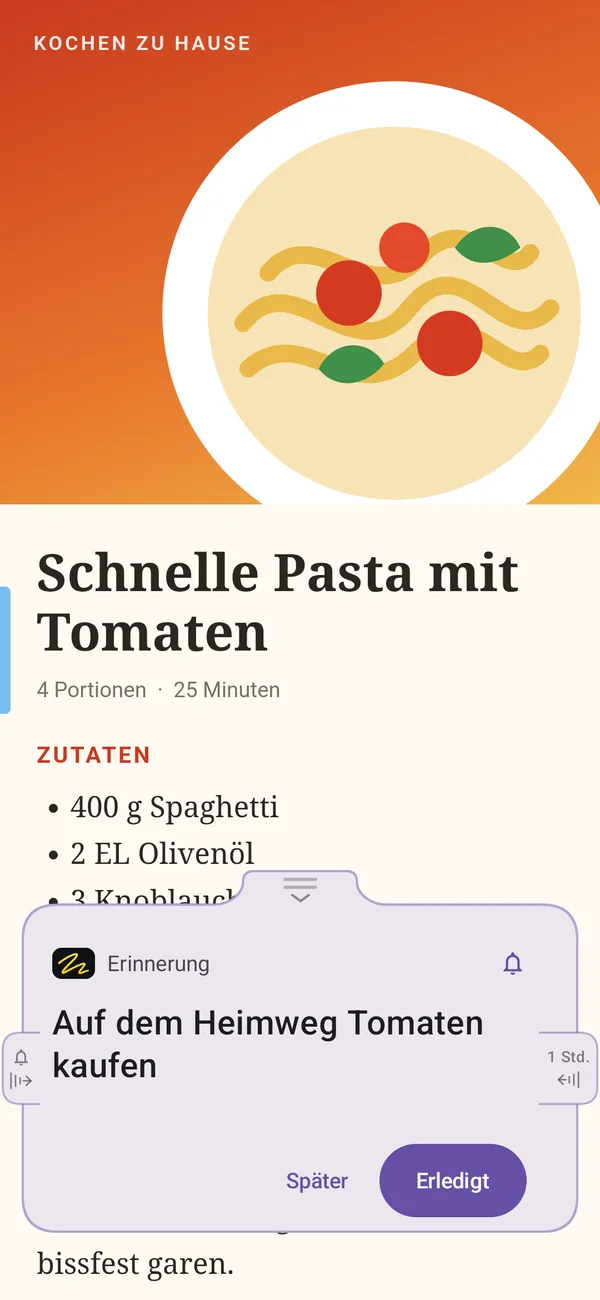 KOCHEN ZU HAUSE
Schnelle Pasta mit
Tomaten
4 Portionen · 25 Minuten
ZUTATEN
• 400 g Spaghetti
• 2 EL Olivenöl
• 3
Erinnerung
Auf dem Heimweg Tomaten
kaufen
1 Std.
Später
Erledigt
bissfest garen.